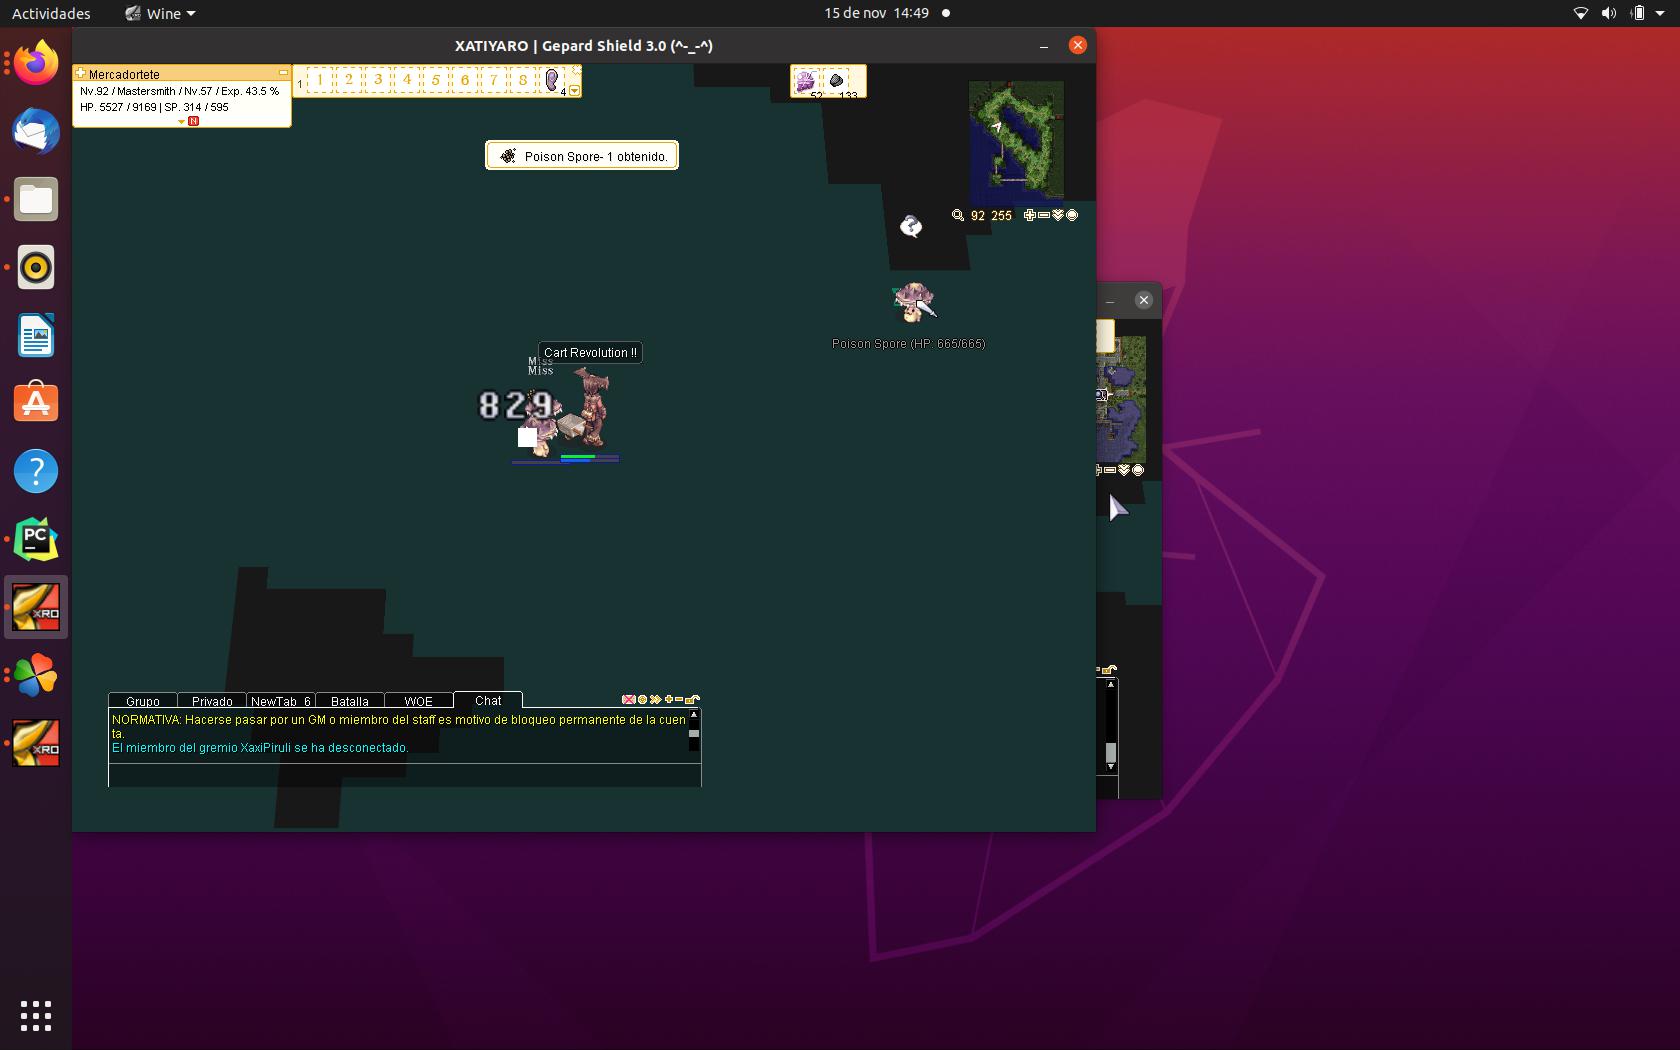 Actividades
Wine
15 de nov 14:49
XATIYARO | Gepard Shield 3.0 (^-_-^)
Mercadortete
Nv.92 / Mastersmith / Nv.57 / Exp. 43.5 %
HP. 5527 / 9169 | SP. 314 / 595
N
1 1 2 3 4 5 6 7 8 4
52 133
Poison Spore- 1 obtenido.
92 255
?
Poison Spore (HP: 665/665)
Cart Revolution !!
Miss
Miss
829
?
PC
XRO
XRO
Grupo Privado NewTab_6 Batalla WOE Chat
NORMATIVA: Hacerse pasar por un GM o miembro del staff es motivo de bloqueo permanente de la cuen
ta.
El miembro del gremio XaxiPiruli se ha desconectado.